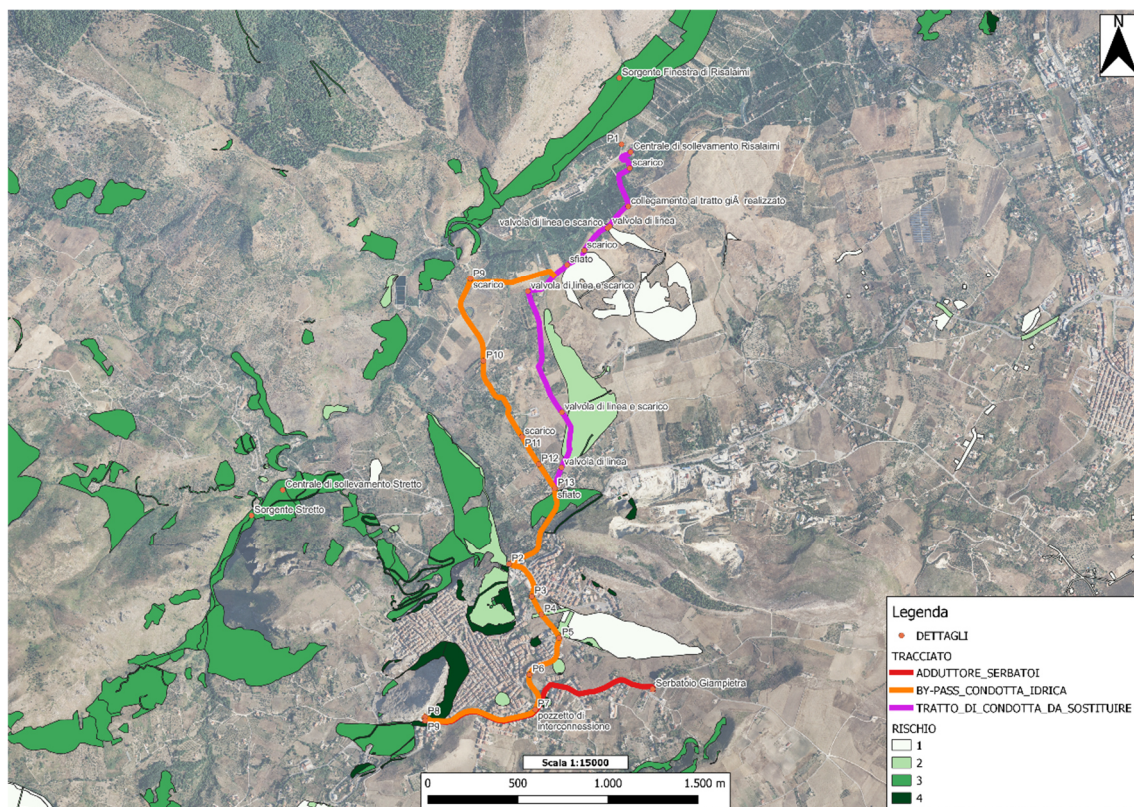 N
Sorgente Finestra di Risalaimi
P1
Centrale di sollevamento Risalaimi
scarico
collegamento al tratto giÃ  realizzato
valvola di linea e scarico
valvola di linea
scarico
sfiato
P9
scarico
valvola di linea e scarico
P10
valvola di linea e scarico
scarico
P11
P12
valvola di linea
P13
sfiato
Centrale di sollevamento Stretto
Sorgente Stretto
P2
P3
P4
P5
P6
Serbatoio Giampietra
P7
pozzetto di
interconnessione
P8
P9
Scala 1:15000
0 500 1.000 1.500 m
Legenda
DETTAGLI
TRACCIATO
ADDUTTORE_SERBATOI
BY-PASS_CONDOTTA_IDRICA
TRATTO_DI_CONDOTTA_DA_SOSTITUIRE
RISCHIO
1
2
3
4